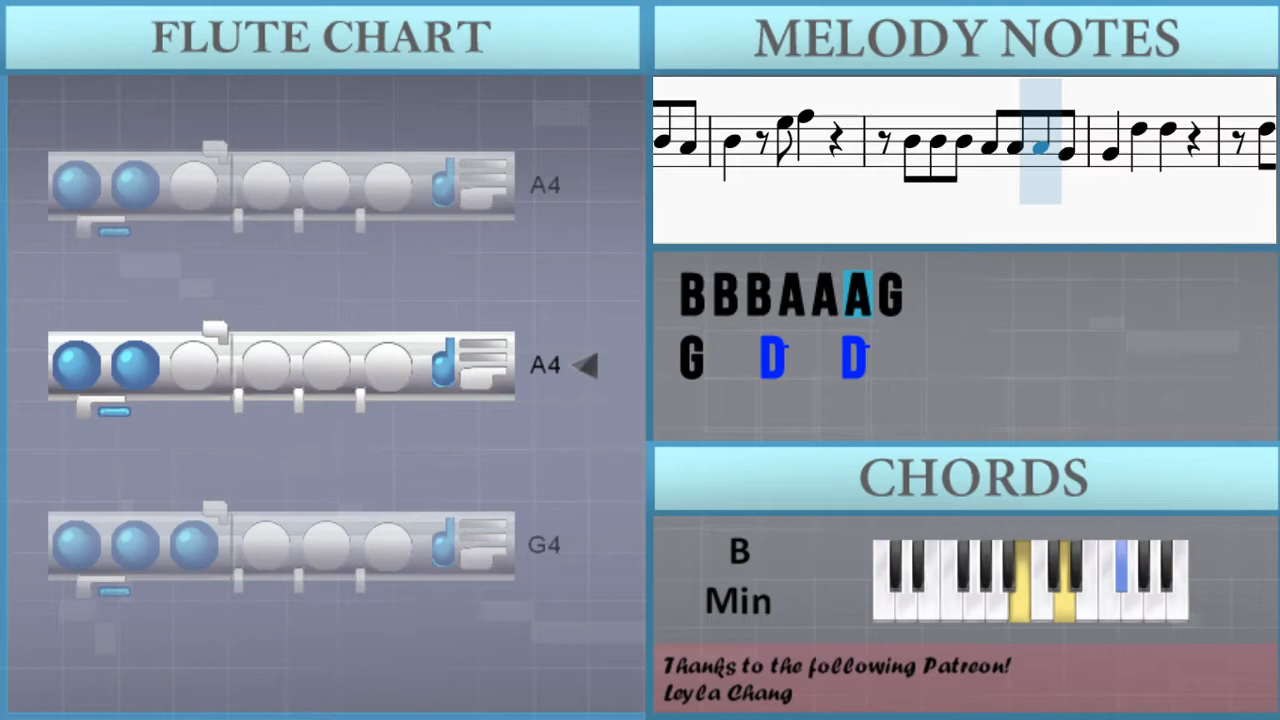 FLUTE CHART
A4
A4
G4
MELODY NOTES
BBBAAAG
G D D
CHORDS
B
Min
Thanks to the following Patreon!
Leyla Chang